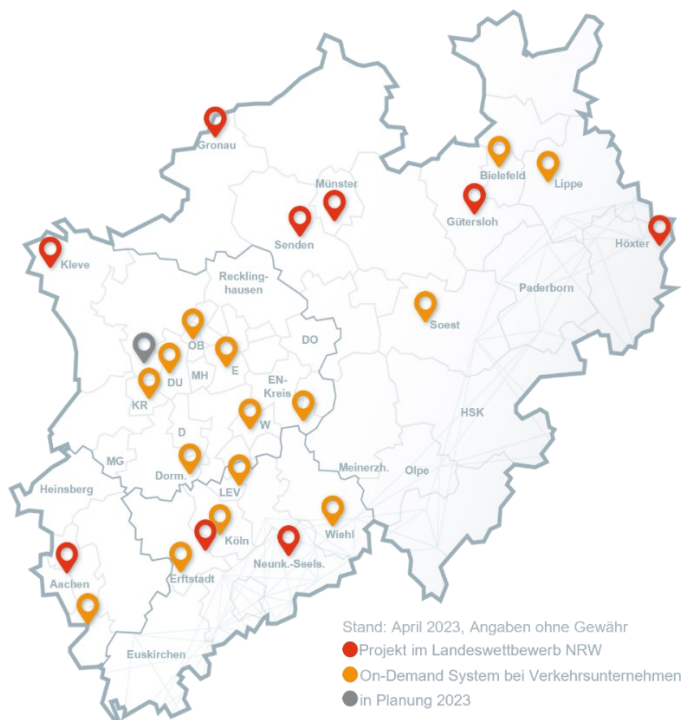 Gronau
Bielefeld
Lippe
Münster
Gütersloh
Senden
Höxter
Kleve
Reckling-
hausen
Paderborn
Soest
OB
DO
DU
MH
E
EN-
Kreis
KR
HSK
W
D
MG
Dorm.
Meinerzh.
Olpe
Heinsberg
LEV
Köln
Wiehl
Neunk.-Seels.
Aachen
Erftstadt
Euskirchen
Stand: April 2023, Angaben ohne Gewähr
Projekt im Landeswettbewerb NRW
On-Demand System bei Verkehrsunternehmen
in Planung 2023